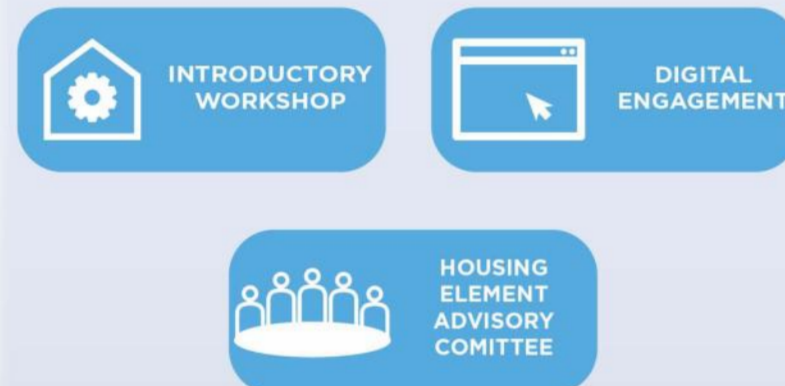 INTRODUCTORY
WORKSHOP
DIGITAL
ENGAGEMENT
HOUSING
ELEMENT
ADVISORY
COMITTEE